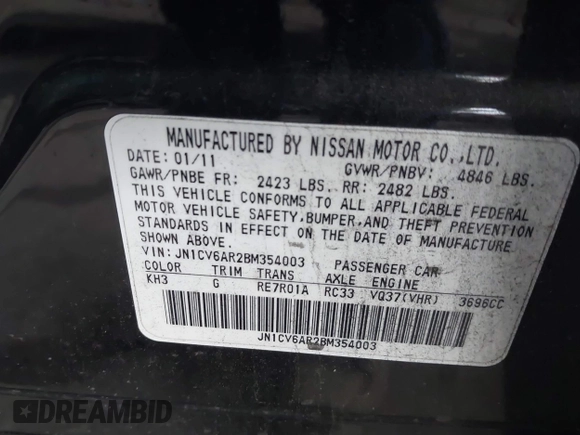 MANUFACTURED BY NISSAN MOTOR CO.,LTD.
DATE: 01/11 GVWR/PNBV: 4846 LBS.
GAWR/PNBE FR: 2423 LBS. RR: 2482 LBS.
THIS VEHICLE CONFORMS TO ALL APPLICABLE FEDERAL
MOTOR VEHICLE SAFETY,BUMPER,AND THEFT PREVENTION
STANDARDS IN EFFECT ON THE DATE OF MANUFACTURE
SHOWN ABOVE.
VIN: JN1CV6AR2BM354003 PASSENGER CAR
COLOR TRIM TRANS AXLE ENGINE
KH3 G RE7R01A RC33 VQ37(VHR) 3696CC
JN1CV6AR2BM354003
DREAMBID